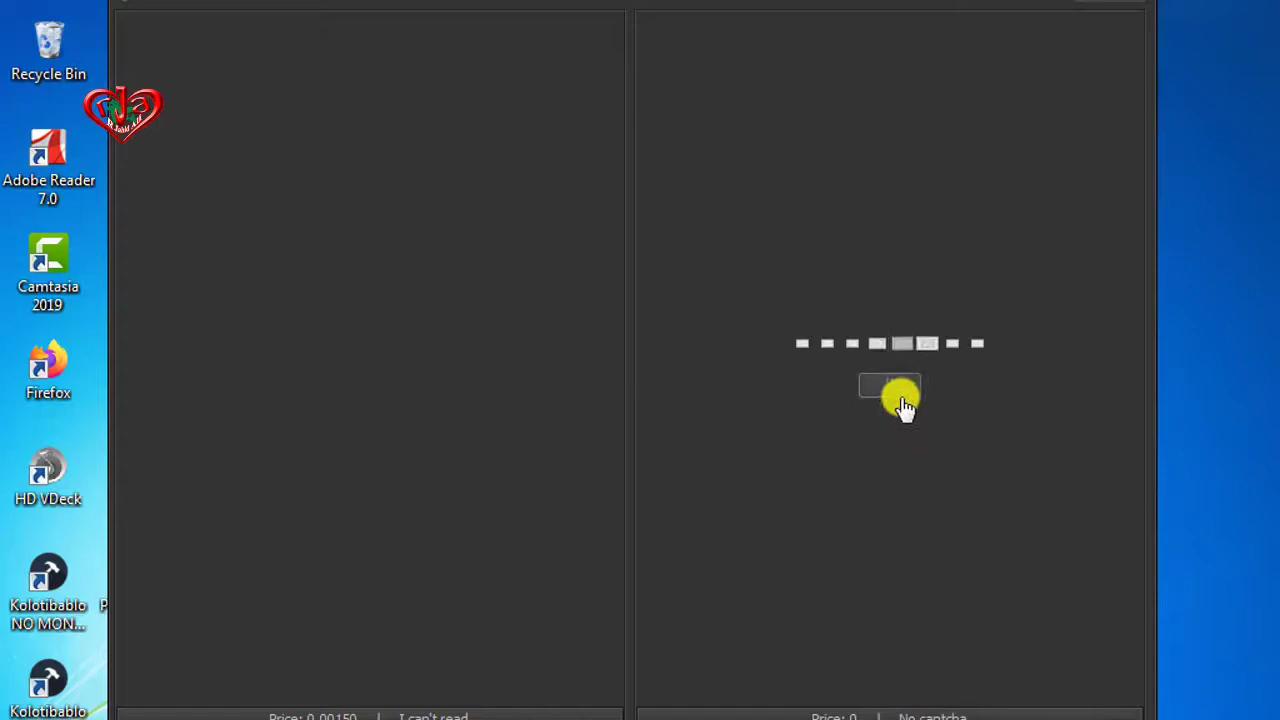 Recycle Bin
Adobe Reader
7.0
Camtasia
2019
Firefox
HD VDeck
Kolotibablo
NO MON...
Kolotibablo
Price: 0.00150 | I can't read
Price: 0 | No captcha